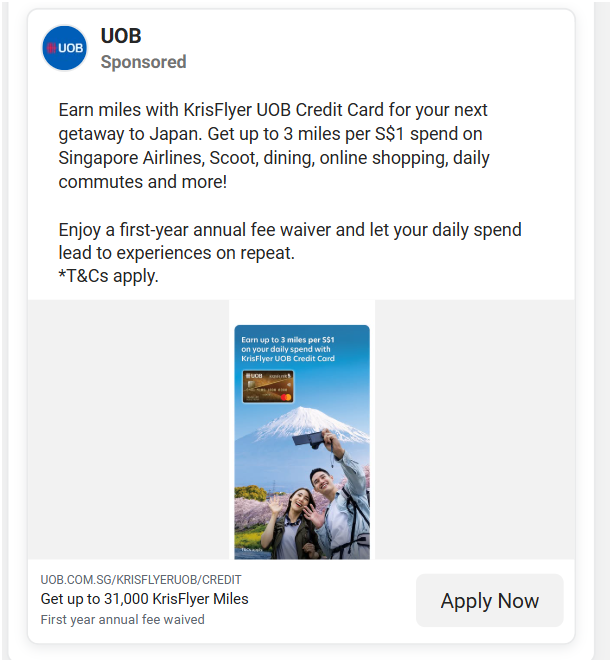 UOB
UOB
Sponsored
Earn miles with KrisFlyer UOB Credit Card for your next
getaway to Japan. Get up to 3 miles per S$1 spend on
Singapore Airlines, Scoot, dining, online shopping, daily
commutes and more!
Enjoy a first-year annual fee waiver and let your daily spend
lead to experiences on repeat.
*T&Cs apply.
Earn up to 3 miles per S$1
on your daily spend with
KrisFlyer UOB Credit Card
UOB
T&Cs apply.
UOB.COM.SG/KRISFLYERUOB/CREDIT
Get up to 31,000 KrisFlyer Miles
First year annual fee waived
Apply Now